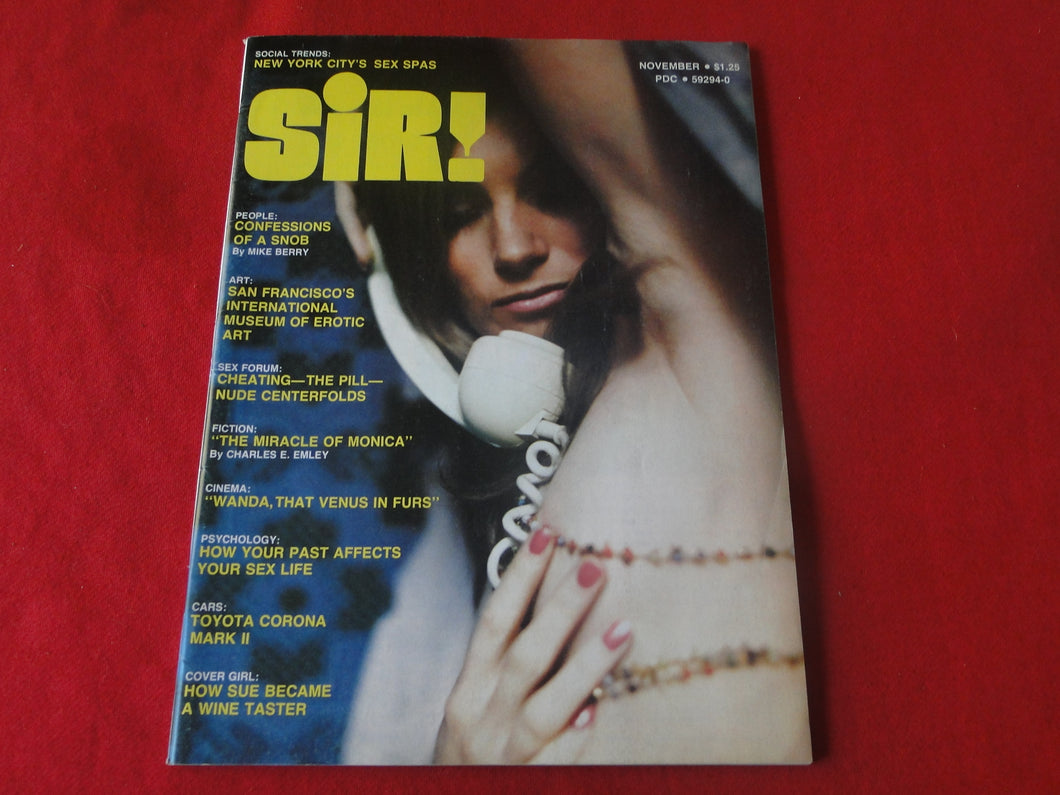 SOCIAL TRENDS:
NEW YORK CITY'S SEX SPAS
NOVEMBER • $1.25
PDC • 59294-0
SiR!
PEOPLE:
CONFESSIONS
OF A SNOB
By MIKE BERRY
ART:
SAN FRANCISCO'S
INTERNATIONAL
MUSEUM OF EROTIC
ART
SEX FORUM:
CHEATING—THE PILL—
NUDE CENTERFOLDS
FICTION:
"THE MIRACLE OF MONICA"
By CHARLES E. EMLEY
CINEMA:
"WANDA, THAT VENUS IN FURS"
PSYCHOLOGY:
HOW YOUR PAST AFFECTS
YOUR SEX LIFE
CARS:
TOYOTA CORONA
MARK II
COVER GIRL:
HOW SUE BECAME
A WINE TASTER